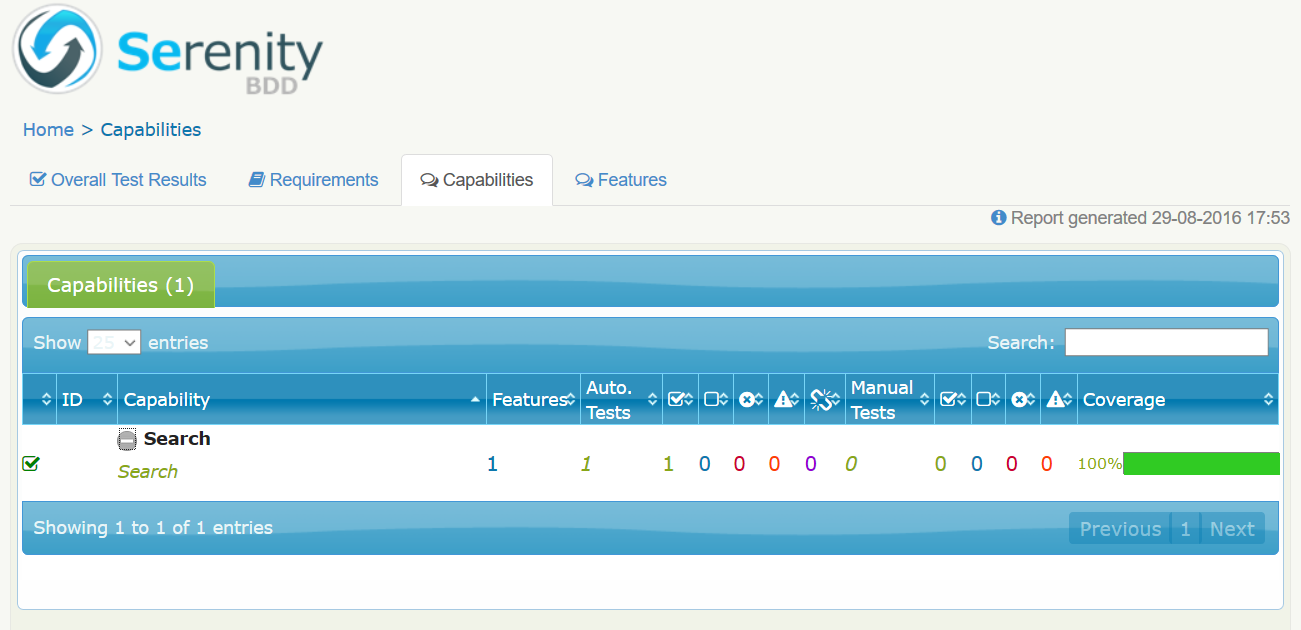 Serenity
BDD
Home > Capabilities
Overall Test Results Requirements Capabilities Features
Report generated 29-08-2016 17:53
Capabilities (1)
Show 25 entries Search:
ID Capability Features Auto. Tests Manual Tests Coverage
Search
Search 1 1 1 0 0 0 0 0 0 0 0 0 100%
Showing 1 to 1 of 1 entries Previous 1 Next